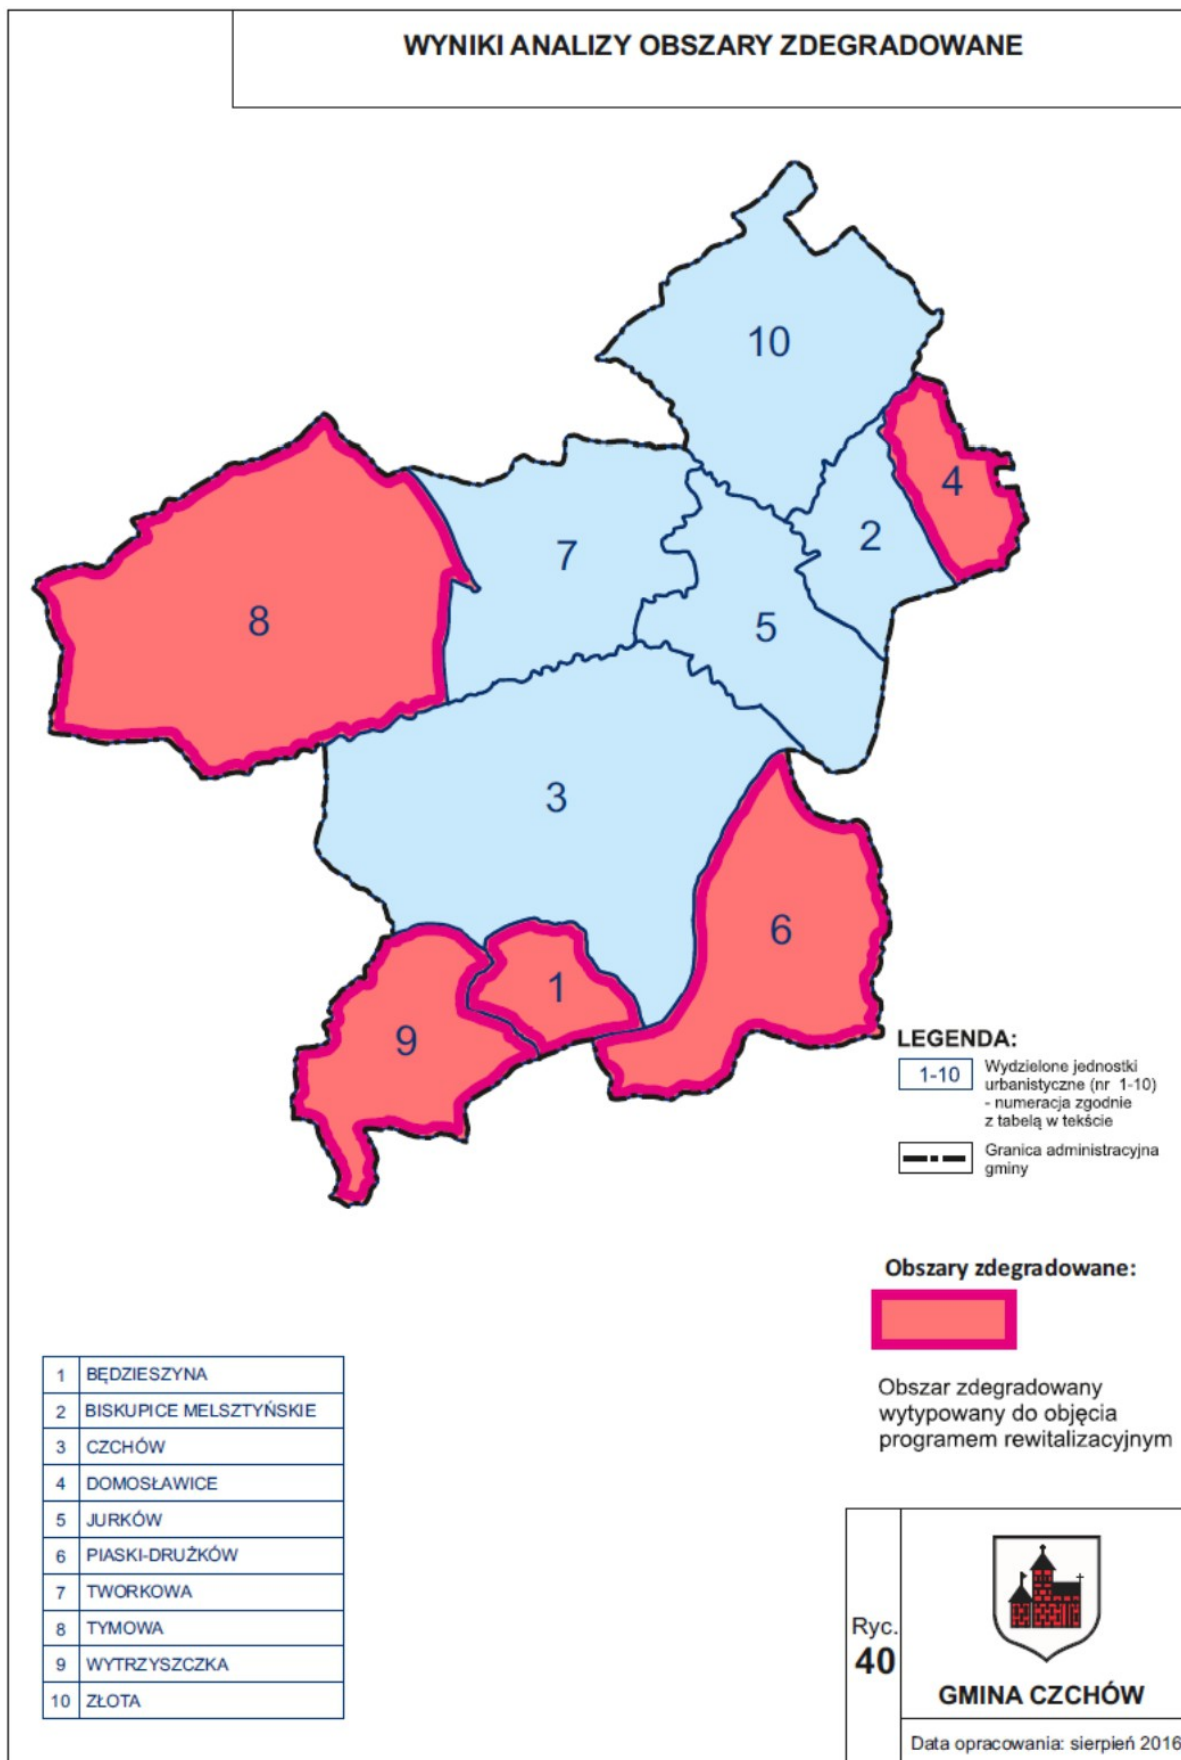 WYNIKI ANALIZY OBSZARY ZDEGRADOWANE
10
4
2
7
8
5
3
6
1
9
LEGENDA:
1-10
Wydzielone jednostki
urbanistyczne (nr 1-10)
- numeracja zgodnie
z tabelą w tekście
Granica administracyjna
gminy
Obszary zdegradowane:
Obszar zdegradowany
wytypowany do objęcia
programem rewitalizacyjnym
1 BĘDZIESZYNA
2 BISKUPICE MELSZTYŃSKIE
3 CZCHÓW
4 DOMOSŁAWICE
5 JURKÓW
6 PIASKI-DRUŻKÓW
7 TWORKOWA
8 TYMOWA
9 WYTRZYSZCZKA
10 ZŁOTA
Ryc.
40
GMINA CZCHÓW
Data opracowania: sierpień 2016